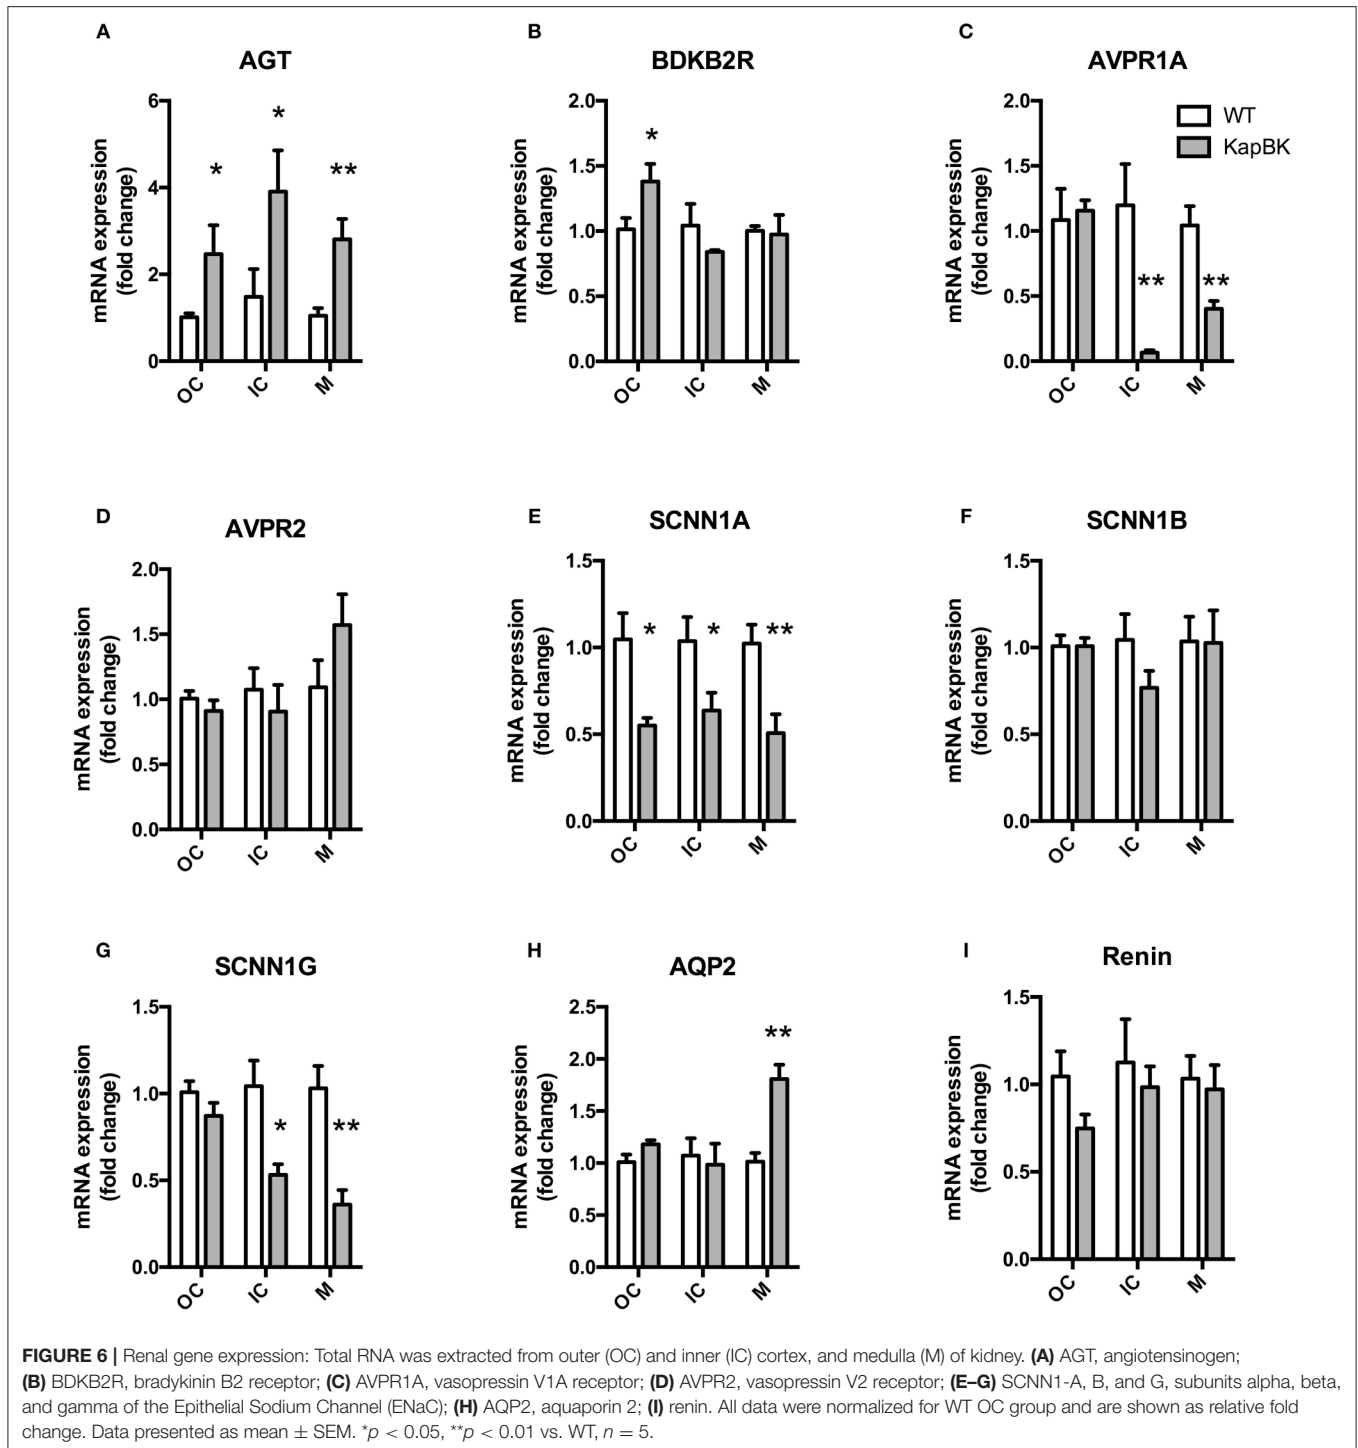 A
AGT
mRNA expression
(fold change)
6
4
2
0
*
*
**
OC
IC
M
B
BDKB2R
mRNA expression
(fold change)
2.0
1.5
1.0
0.5
0.0
*
OC
IC
M
C
AVPR1A
mRNA expression
(fold change)
2.0
1.5
1.0
0.5
0.0
WT
KapBK
**
**
OC
IC
M
D
AVPR2
mRNA expression
(fold change)
2.0
1.5
1.0
0.5
0.0
OC
IC
M
E
SCNN1A
mRNA expression
(fold change)
1.5
1.0
0.5
0.0
*
*
**
OC
IC
M
F
SCNN1B
mRNA expression
(fold change)
1.5
1.0
0.5
0.0
OC
IC
M
G
SCNN1G
mRNA expression
(fold change)
1.5
1.0
0.5
0.0
*
**
OC
IC
M
H
AQP2
mRNA expression
(fold change)
2.5
2.0
1.5
1.0
0.5
0.0
**
OC
IC
M
I
Renin
mRNA expression
(fold change)
1.5
1.0
0.5
0.0
OC
IC
M
FIGURE 6 | Renal gene expression: Total RNA was extracted from outer (OC) and inner (IC) cortex, and medulla (M) of kidney. (A) AGT, angiotensinogen;
(B) BDKB2R, bradykinin B2 receptor; (C) AVPR1A, vasopressin V1A receptor; (D) AVPR2, vasopressin V2 receptor; (E–G) SCNN1-A, B, and G, subunits alpha, beta,
and gamma of the Epithelial Sodium Channel (ENaC); (H) AQP2, aquaporin 2; (I) renin. All data were normalized for WT OC group and are shown as relative fold
change. Data presented as mean ± SEM. *p < 0.05, **p < 0.01 vs. WT, n = 5.